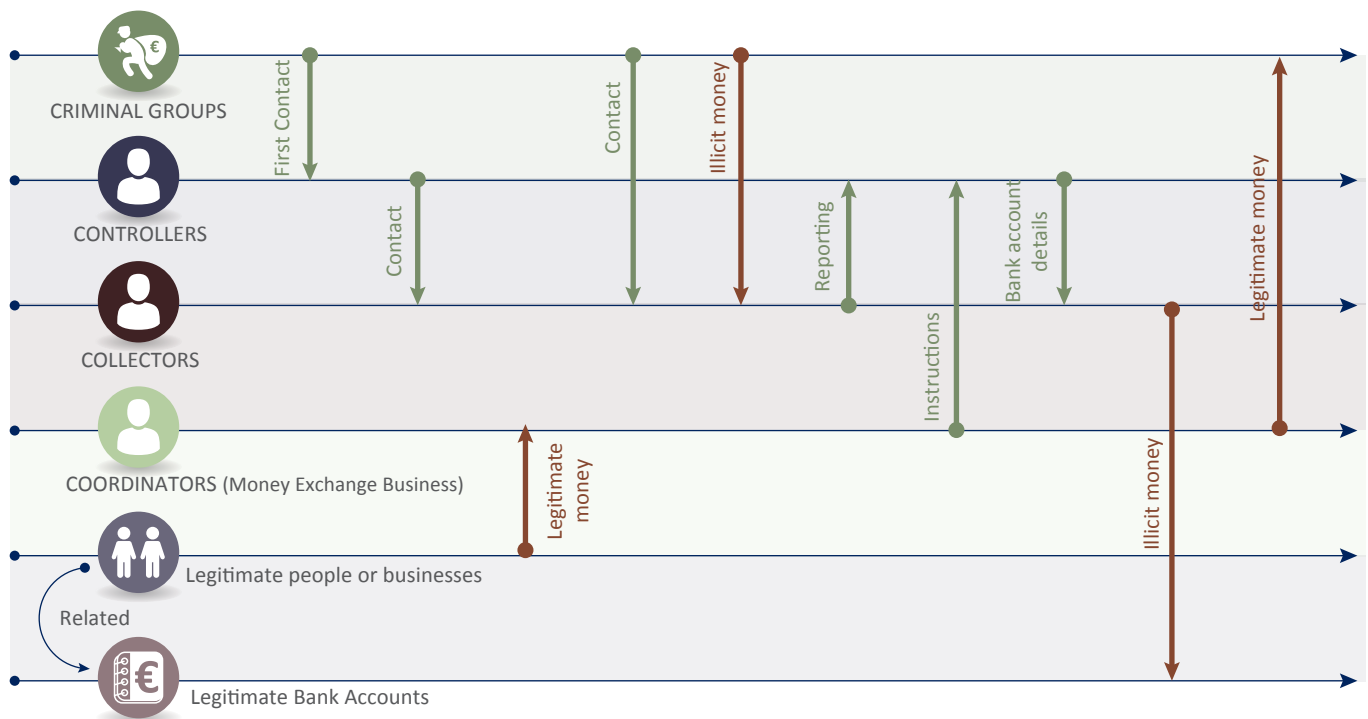 €
CRIMINAL GROUPS
First Contact
Contact
Illicit money
Legitimate money
CONTROLLERS
Contact
Reporting
Bank account
details
COLLECTORS
Instructions
COORDINATORS (Money Exchange Business)
Legitimate
money
Illicit money
Legitimate people or businesses
Related
€
Legitimate Bank Accounts